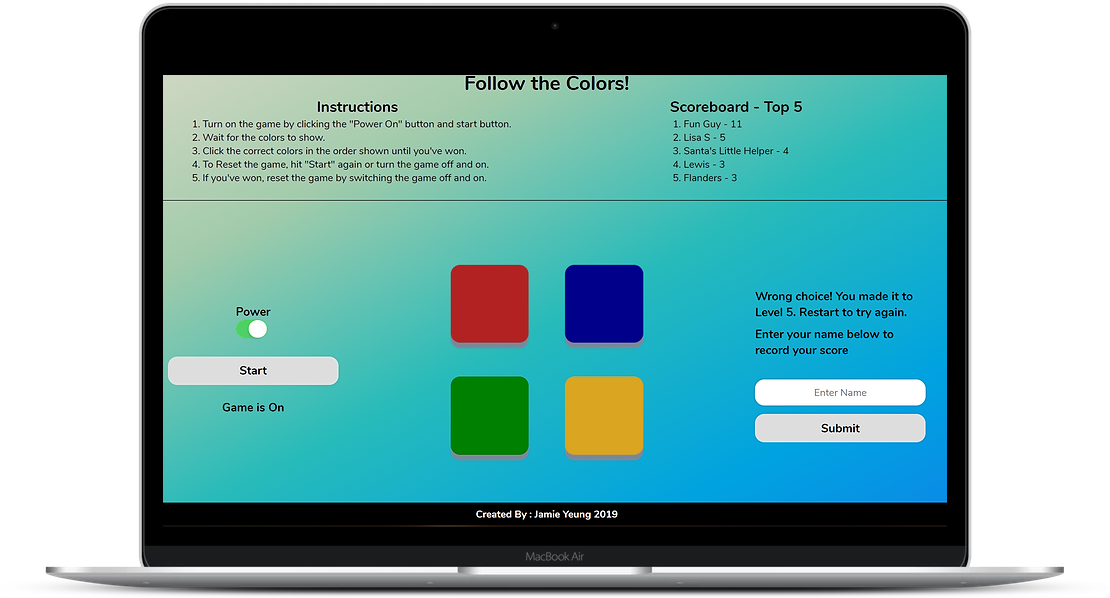 Follow the Colors!
Instructions
1. Turn on the game by clicking the "Power On" button and start button.
2. Wait for the colors to show.
3. Click the correct colors in the order shown until you've won.
4. To Reset the game, hit "Start" again or turn the game off and on.
5. If you've won, reset the game by switching the game off and on.
Scoreboard - Top 5
1. Fun Guy - 11
2. Lisa S - 5
3. Santa's Little Helper - 4
4. Lewis - 3
5. Flanders - 3
Power
Start
Game is On
Wrong choice! You made it to
Level 5. Restart to try again.
Enter your name below to
record your score
Enter Name
Submit
Created By : Jamie Yeung 2019
MacBook Air